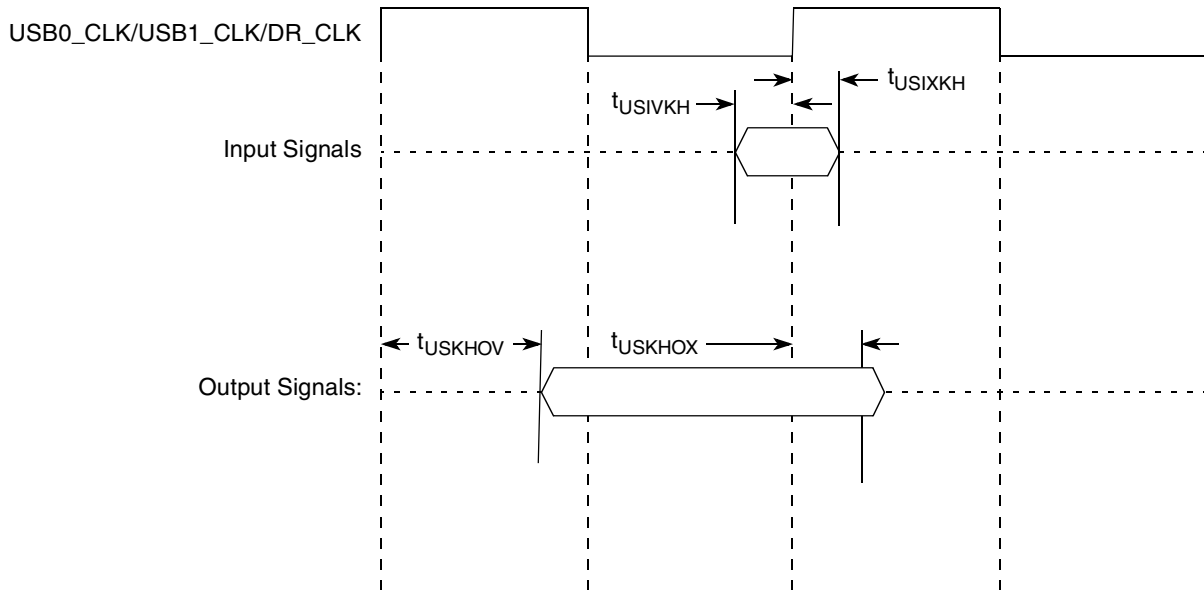 USB0_CLK/USB1_CLK/DR_CLK
tUSIXKH
tUSIVKH
Input Signals
tUSKHOV
tUSKHOX
Output Signals: